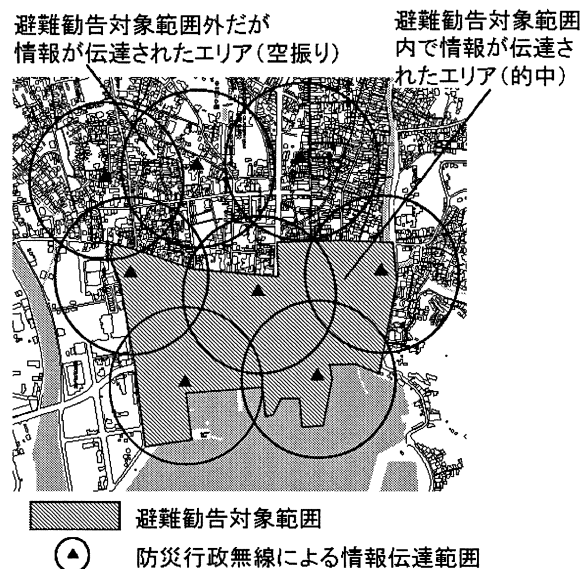 避難勧告対象範囲外だが
情報が伝達されたエリア(空振り)
避難勧告対象範囲
内で情報が伝達さ
れたエリア(的中)
避難勧告対象範囲
防災行政無線による情報伝達範囲